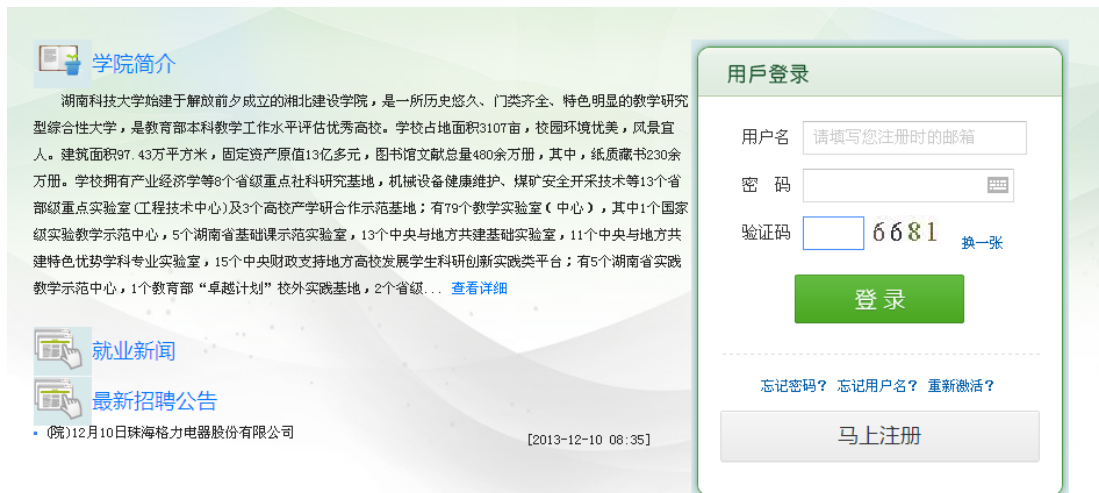 学院简介
湖南科技大学始建于解放前夕成立的湘北建设学院，是一所历史悠久、门类齐全、特色明显的教学研究
型综合性大学，是教育部本科教学工作水平评估优秀高校。学校占地面积3107亩，校园环境优美，风景宜
人。建筑面积97.43万平方米，固定资产原值13亿多元，图书馆文献总量480余万册，其中，纸质藏书230余
万册。学校拥有产业经济学等8个省级重点社科研究基地，机械设备健康维护、煤矿安全开采技术等13个省
部级重点实验室(工程技术中心)及3个高校产学研合作示范基地；有79个教学实验室（中心），其中1个国家
级实验教学示范中心，5个湖南省基础课示范实验室，13个中央与地方共建基础实验室，11个中央与地方共
建特色优势学科专业实验室，15个中央财政支持地方高校发展学生科研创新实践类平台；有5个湖南省实践
教学示范中心，1个教育部“卓越计划”校外实践基地，2个省级... 查看详细
就业新闻
最新招聘公告
(院)12月10日珠海格力电器股份有限公司 [2013-12-10 08:35]
用戶登录
用户名 请填写您注册时的邮箱
密 码
验证码 6681 换一张
登 录
忘记密码？ 忘记用户名？ 重新激活？
马上注册